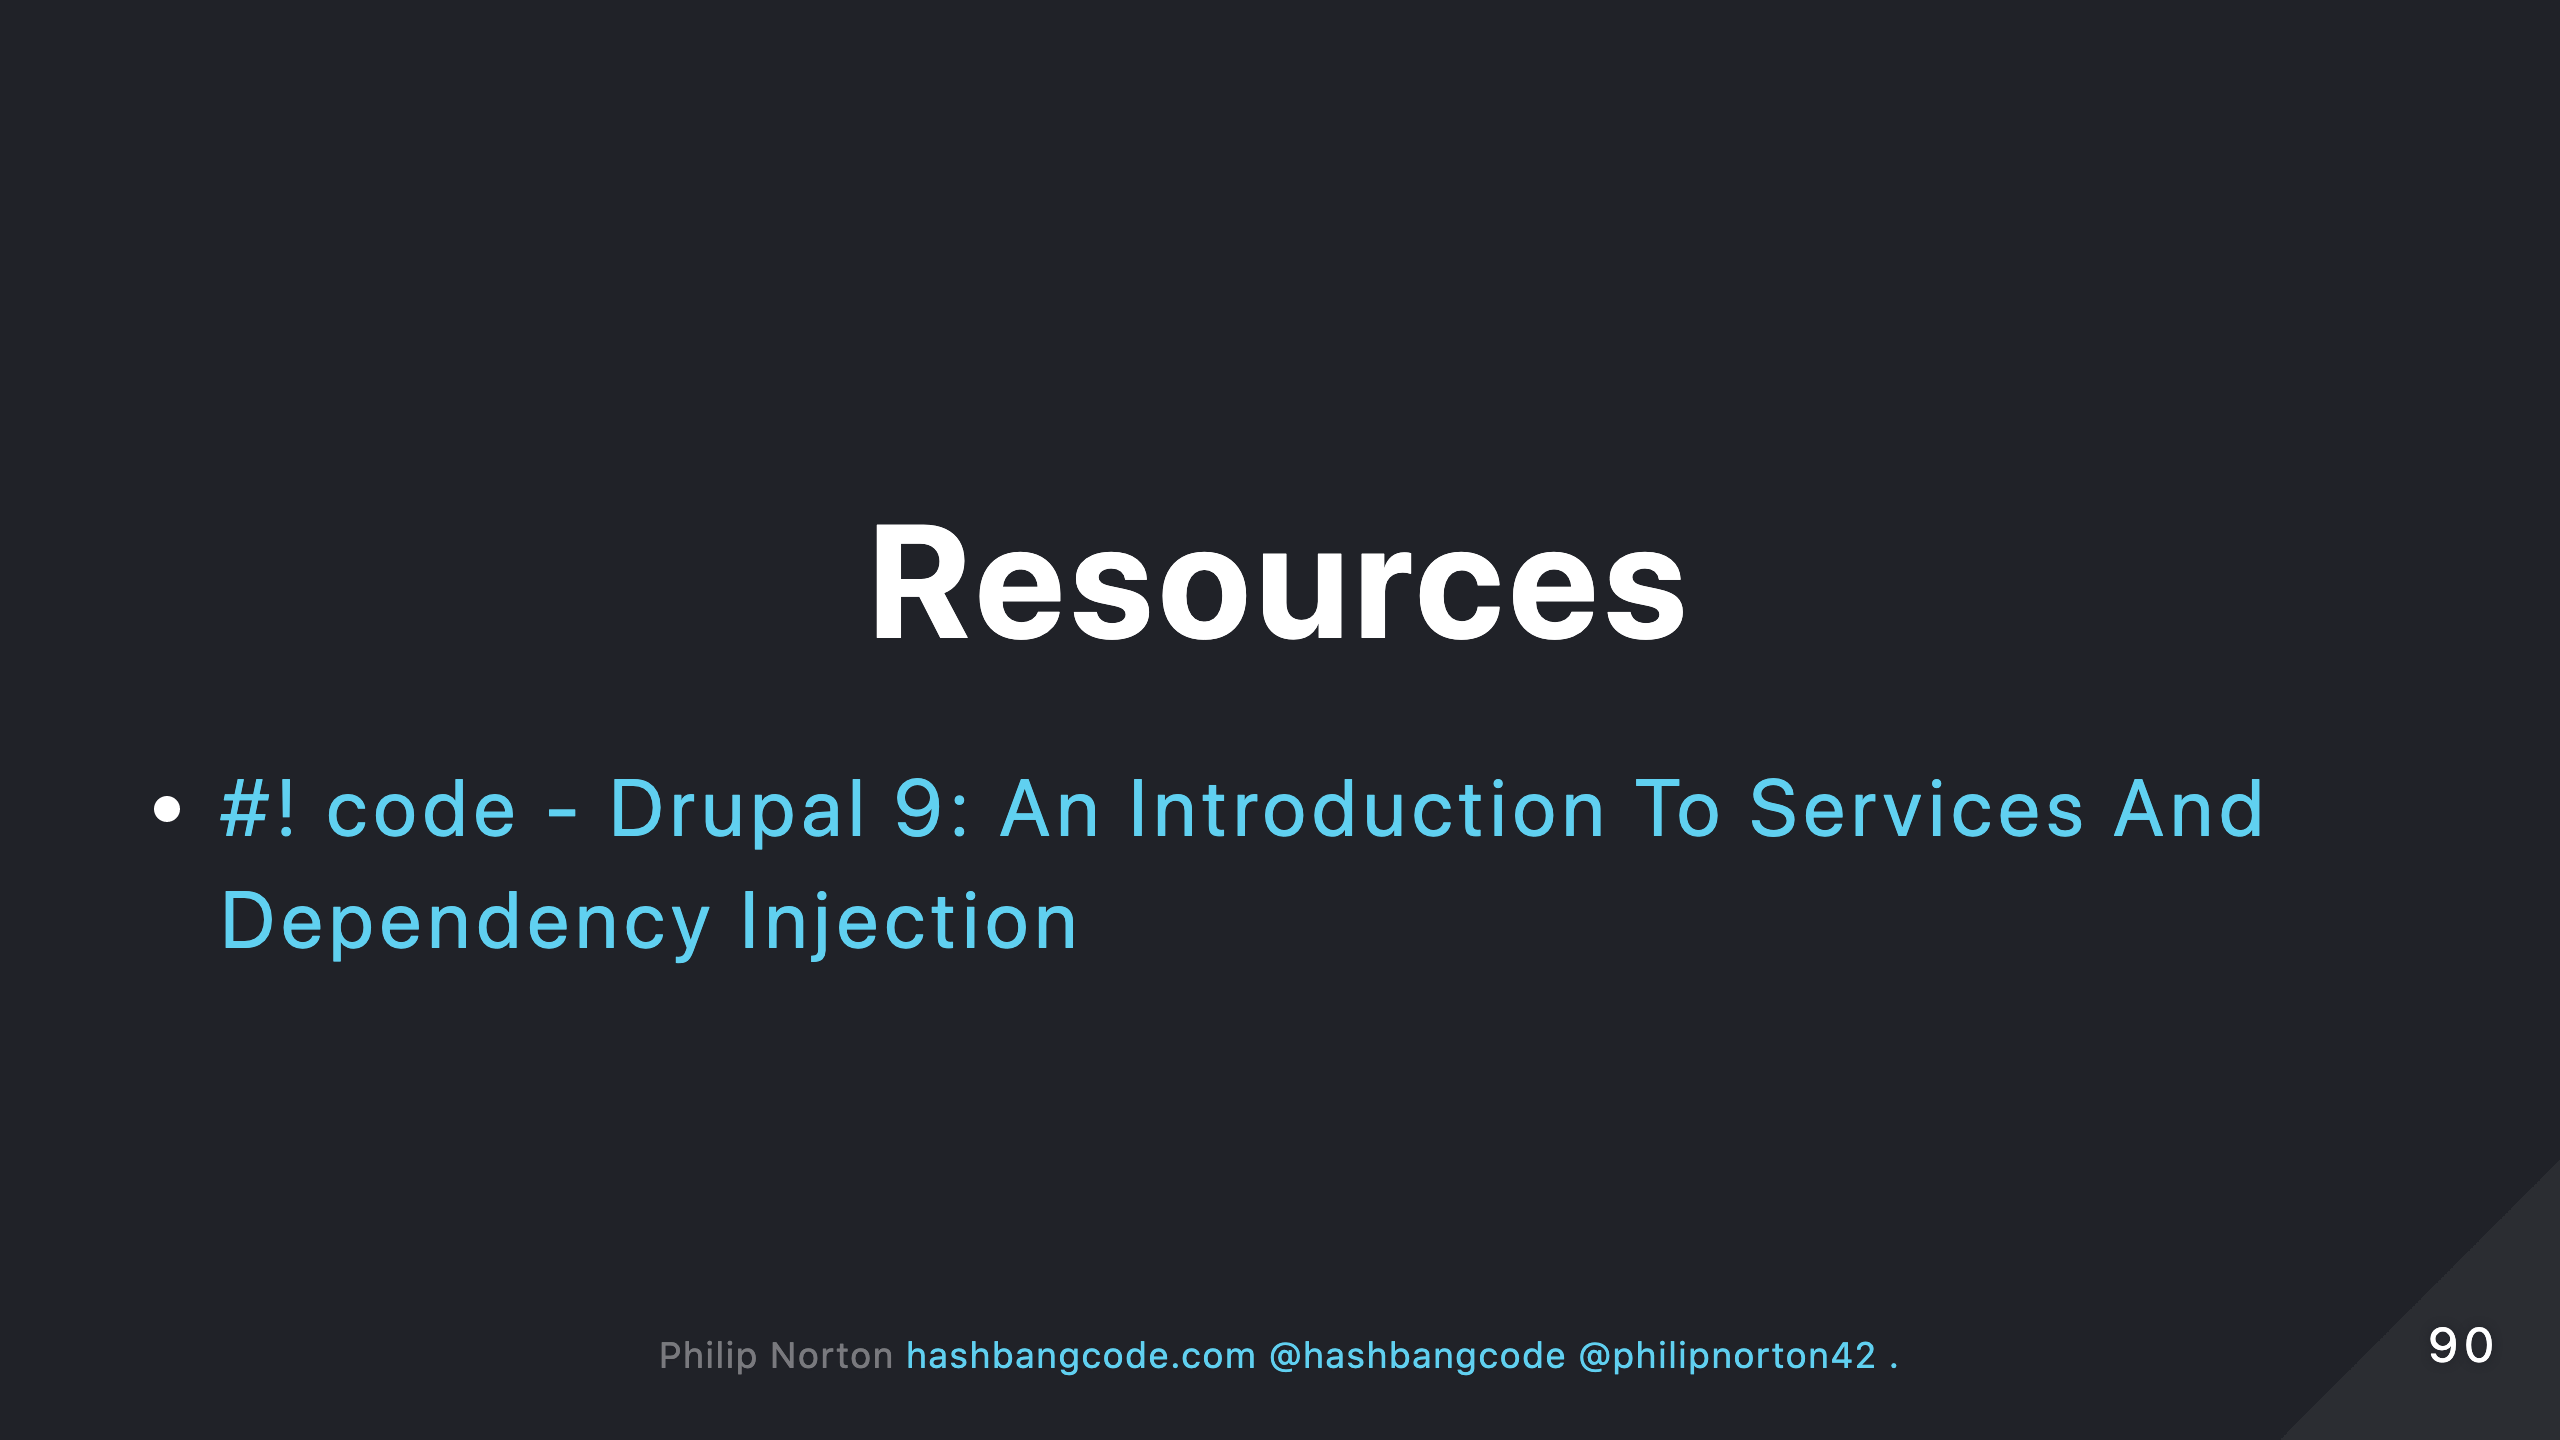 Resources
• #! code - Drupal 9: An Introduction To Services And
Dependency Injection
Philip Norton hashbangcode.com @hashbangcode @philipnorton42 .
90